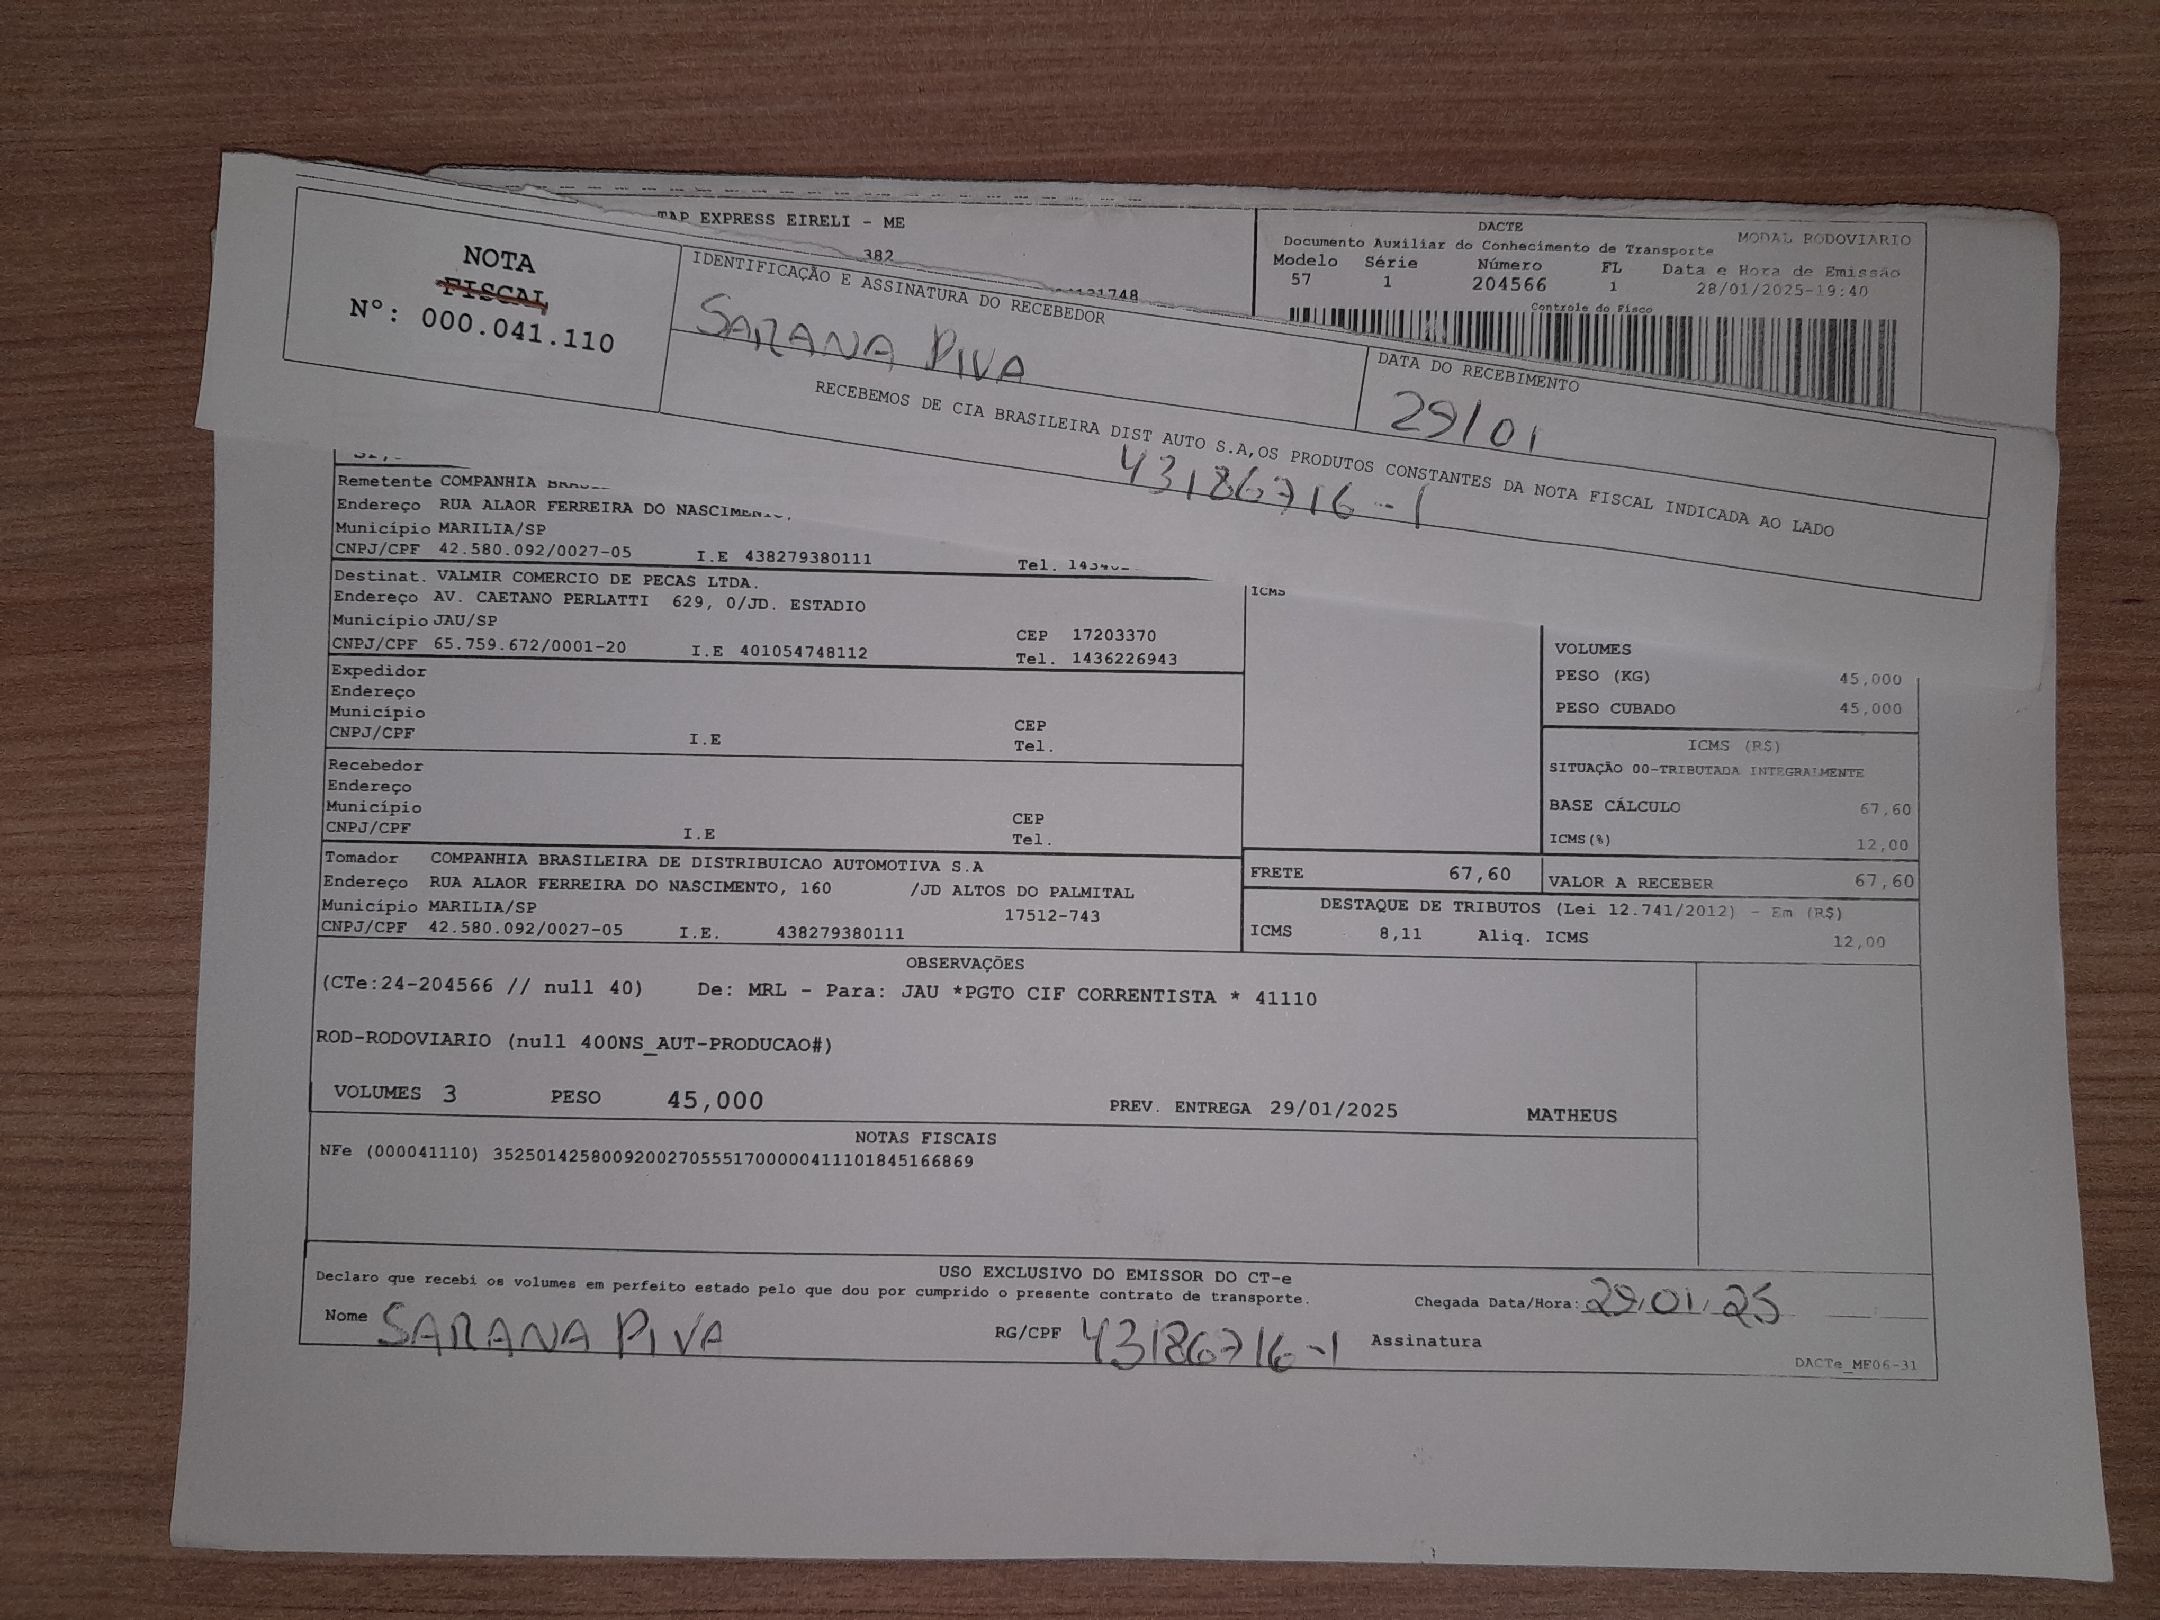 NOTA
FISCAL
Nº: 000.041.110
IDENTIFICAÇÃO E ASSINATURA DO RECEBEDOR
SARANA PIVA
DATA DO RECEBIMENTO
29/01
RECEBEMOS DE CIA BRASILEIRA DIST AUTO S.A,OS PRODUTOS CONSTANTES DA NOTA FISCAL INDICADA AO LADO
43186716-1
EXPRESS EIRELI - ME
382
DACTE
MODAL RODOVIARIO
Documento Auxiliar do Conhecimento de Transporte
Modelo Série Número FL Data e Hora de Emissão
57 1 204566 1 28/01/2025-19:40
Controle do Fisco
Remetente COMPANHIA
Endereço RUA ALAOR FERREIRA DO
Município MARILIA/SP
CNPJ/CPF 42.580.092/0027-05 I.E 438279380111 Tel.
Destinat. VALMIR COMERCIO DE PECAS LTDA.
Endereço AV. CAETANO PERLATTI 629, 0/JD. ESTADIO
Município JAU/SP CEP 17203370
CNPJ/CPF 65.759.672/0001-20 I.E 401054748112 Tel. 1436226943
Expedidor
Endereço
Município CEP
CNPJ/CPF I.E Tel.
Recebedor
Endereço
Município CEP
CNPJ/CPF I.E Tel.
Tomador COMPANHIA BRASILEIRA DE DISTRIBUICAO AUTOMOTIVA S.A
Endereço RUA ALAOR FERREIRA DO NASCIMENTO, 160 /JD ALTOS DO PALMITAL
Município MARILIA/SP 17512-743
CNPJ/CPF 42.580.092/0027-05 I.E. 438279380111
ICMS
VOLUMES
PESO (KG) 45,000
PESO CUBADO 45,000
ICMS (R$)
SITUAÇÃO 00-TRIBUTADA INTEGRALMENTE
BASE CÁLCULO 67,60
ICMS(%) 12,00
FRETE 67,60 VALOR A RECEBER 67,60
DESTAQUE DE TRIBUTOS (Lei 12.741/2012) - Em (R$)
ICMS 8,11 Aliq. ICMS 12,00
OBSERVAÇÕES
(CTe:24-204566 // null 40) De: MRL - Para: JAU *PGTO CIF CORRENTISTA * 41110
ROD-RODOVIARIO (null 400NS_AUT-PRODUCAO#)
VOLUMES 3 PESO 45,000 PREV. ENTREGA 29/01/2025 MATHEUS
NOTAS FISCAIS
NFe (000041110) 35250142580092002705551700000411101845166869
USO EXCLUSIVO DO EMISSOR DO CT-e
Declaro que recebi os volumes em perfeito estado pelo que dou por cumprido o presente contrato de transporte. Chegada Data/Hora: 29/01/25
Nome SARANA PIVA RG/CPF 43186716-1 Assinatura
DACTe_ME06-31